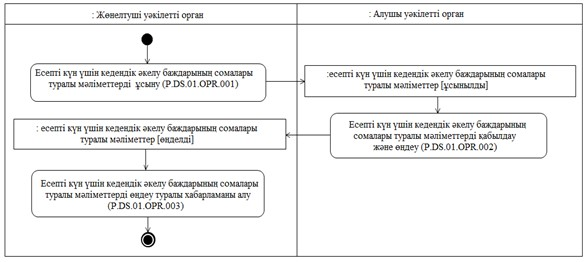 : Жөнелтуші уәкілетті орган
: Алушы уәкілетті орган
Есепті күн үшін кедендік әкелу баждарының сомалары
туралы мәліметтерді ұсыну (P.DS.01.OPR.001)
:есепті күн үшін кедендік әкелу баждарының сомалары
туралы мәліметтер [ұсынылды]
: есепті күн үшін кедендік әкелу баждарының сомалары
туралы мәліметтер [өңделді]
Есепті күн үшін кедендік әкелу баждарының
сомалары туралы мәліметтерді қабылдау
және өңдеу (P.DS.01.OPR.002)
Есепті күн үшін кедендік әкелу баждарының сомалары
туралы мәліметтерді өңдеу туралы хабарламаны алу
(P.DS.01.OPR.003)